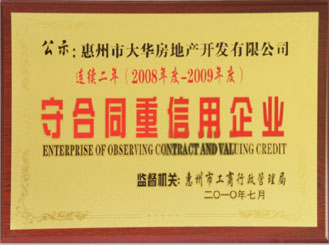 公示：惠州市大华房地产开发有限公司
连续二年（2008年度-2009年度）
守合同重信用企业
ENTERPRISE OF OBSERVING CONTRACT AND VALUING CREDIT
监督机关：惠州市工商行政管理局
二〇一〇年七月